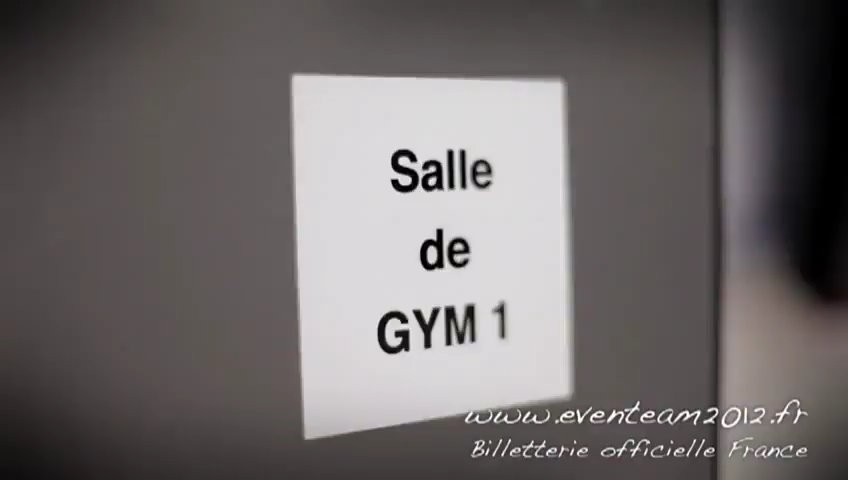 Salle
de
GYM 1
www.eventeam2012.fr
Billetterie officielle France